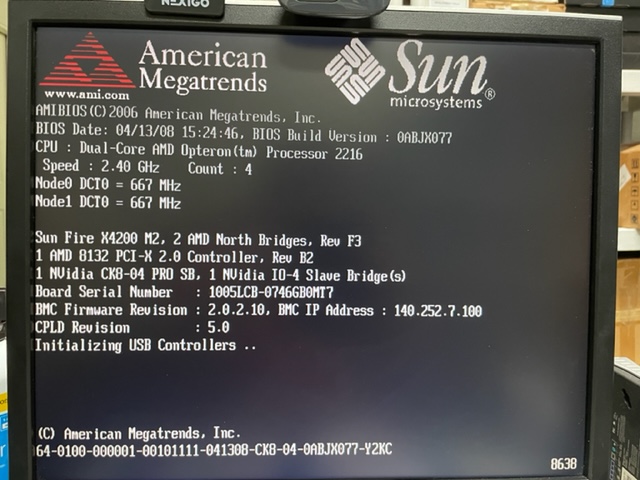 NEXIGO
American
Megatrends
www.ami.com
Sun
microsystems®
AMIBIOS(C)2006 American Megatrends, Inc.
BIOS Date: 04/13/08 15:24:46, BIOS Build Version : 0ABJX077
CPU : Dual-Core AMD Opteron(tm) Processor 2216
Speed : 2.40 GHz Count : 4
Node0 DCT0 = 667 MHz
Node1 DCT0 = 667 MHz
Sun Fire X4200 M2, 2 AMD North Bridges, Rev F3
1 AMD 8132 PCI-X 2.0 Controller, Rev B2
1 NVidia CK8-04 PRO SB, 1 NVidia IO-4 Slave Bridge(s)
Board Serial Number : 1005LCB-0746GB0MT7
BMC Firmware Revision : 2.0.2.10, BMC IP Address : 140.252.7.100
CPLD Revision : 5.0
Initializing USB Controllers ..
(C) American Megatrends, Inc.
64-0100-000001-00101111-041308-CK8-04-0ABJX077-Y2KC
8638